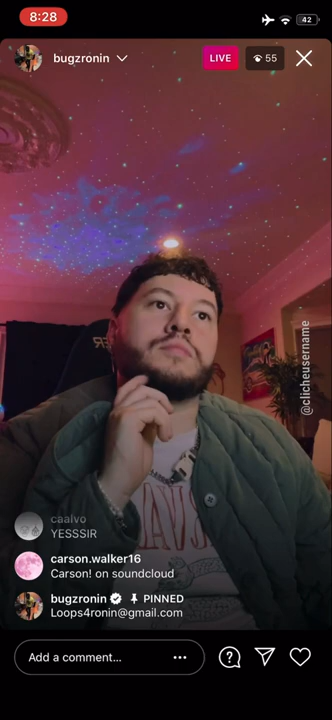 8:28
42
bugzronin
LIVE
55
@clicheusername
caalvo
YESSSIR
carson.walker16
Carson! on soundcloud
bugzronin PINNED
Loops4ronin@gmail.com
Add a comment...